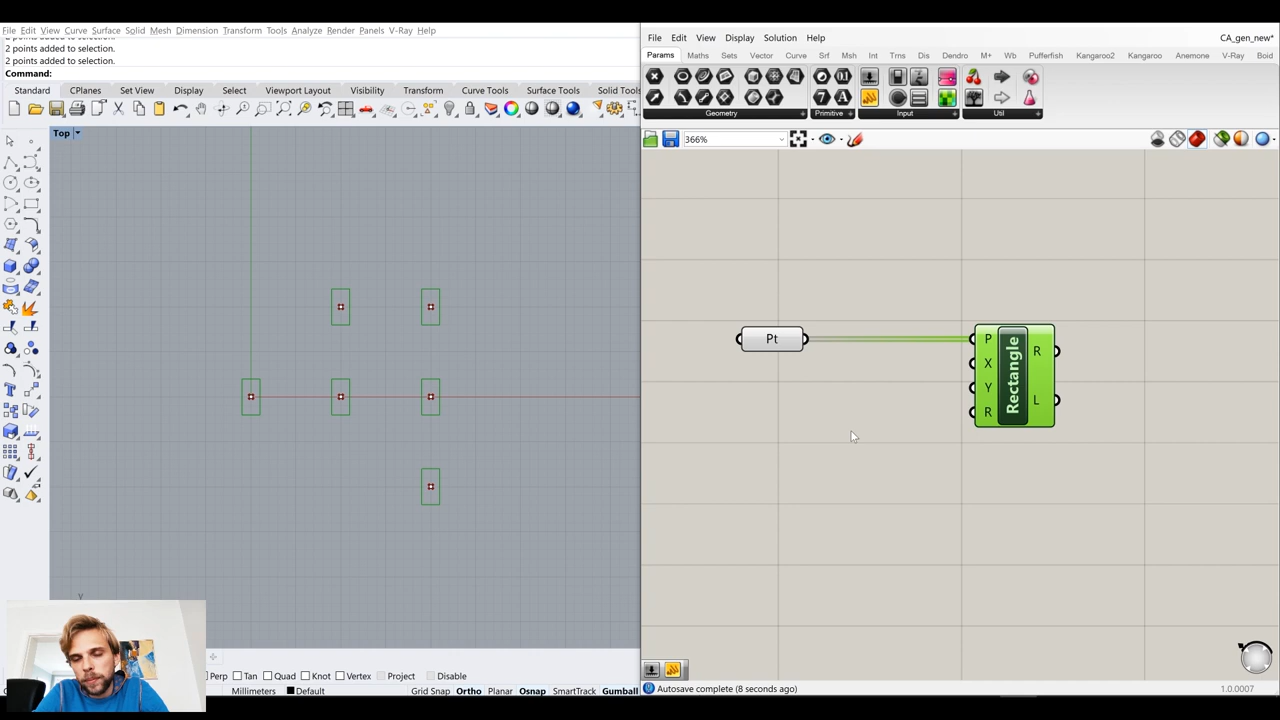 File Edit View Curve Surface Solid Mesh Dimension Transform Tools Analyze Render Panels V-Ray Help
2 points added to selection.
2 points added to selection.
Command:
Standard CPlanes Set View Display Select Viewport Layout Visibility Transform Curve Tools Surface Tools Solid Tools
Top
y
Perp Tan Quad Knot Vertex Project Disable
Millimeters Default Grid Snap Ortho Planar Osnap SmartTrack Gumball
File Edit View Display Solution Help CA_gen_new*
Params Maths Sets Vector Curve Srf Msh Int Trns Dis Dendro M+ Wb Pufferfish Kangaroo2 Kangaroo Anemone V-Ray Boid
Geometry Primitive Input Util
366%
Pt
P
X
Y
R
Rectangle
R
L
Autosave complete (8 seconds ago) 1.0.0007